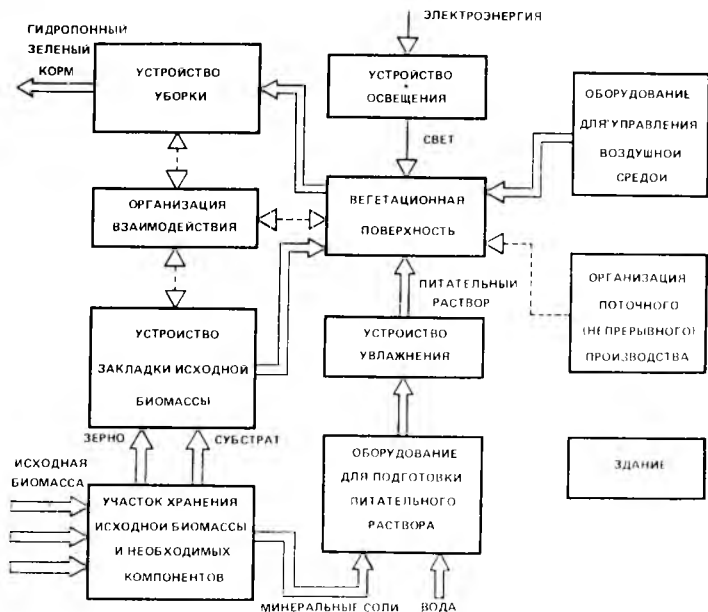 ЭЛЕКТРОЭНЕРГИЯ
ГИДРОПОННЫЙ
ЗЕЛЕНЫЙ
КОРМ
УСТРОЙСТВО
УБОРКИ
УСТРОЙСТВО
ОСВЕЩЕНИЯ
ОБОРУДОВАНИЕ
ДЛЯ УПРАВЛЕНИЯ
ВОЗДУШНОЙ
СРЕДОЙ
СВЕТ
ОРГАНИЗАЦИЯ
ВЗАИМОДЕЙСТВИЯ
ВЕГЕТАЦИОННАЯ
ПОВЕРХНОСТЬ
ПИТАТЕЛЬНЫЙ
РАСТВОР
ОРГАНИЗАЦИЯ
ПОТОЧНОГО
(НЕПРЕРЫВНОГО)
ПРОИЗВОДСТВА
УСТРОЙСТВО
ЗАКЛАДКИ ИСХОДНОЙ
БИОМАССЫ
УСТРОЙСТВО
УВЛАЖНЕНИЯ
ЗЕРНО
СУБСТРАТ
ИСХОДНАЯ
БИОМАССА
ОБОРУДОВАНИЕ
ДЛЯ ПОДГОТОВКИ
ПИТАТЕЛЬНОГО
РАСТВОРА
ЗДАНИЕ
УЧАСТОК ХРАНЕНИЯ
ИСХОДНОЙ БИОМАССЫ
И НЕОБХОДИМЫХ
КОМПОНЕНТОВ
МИНЕРАЛЬНЫЕ СОЛИ
ВОДА